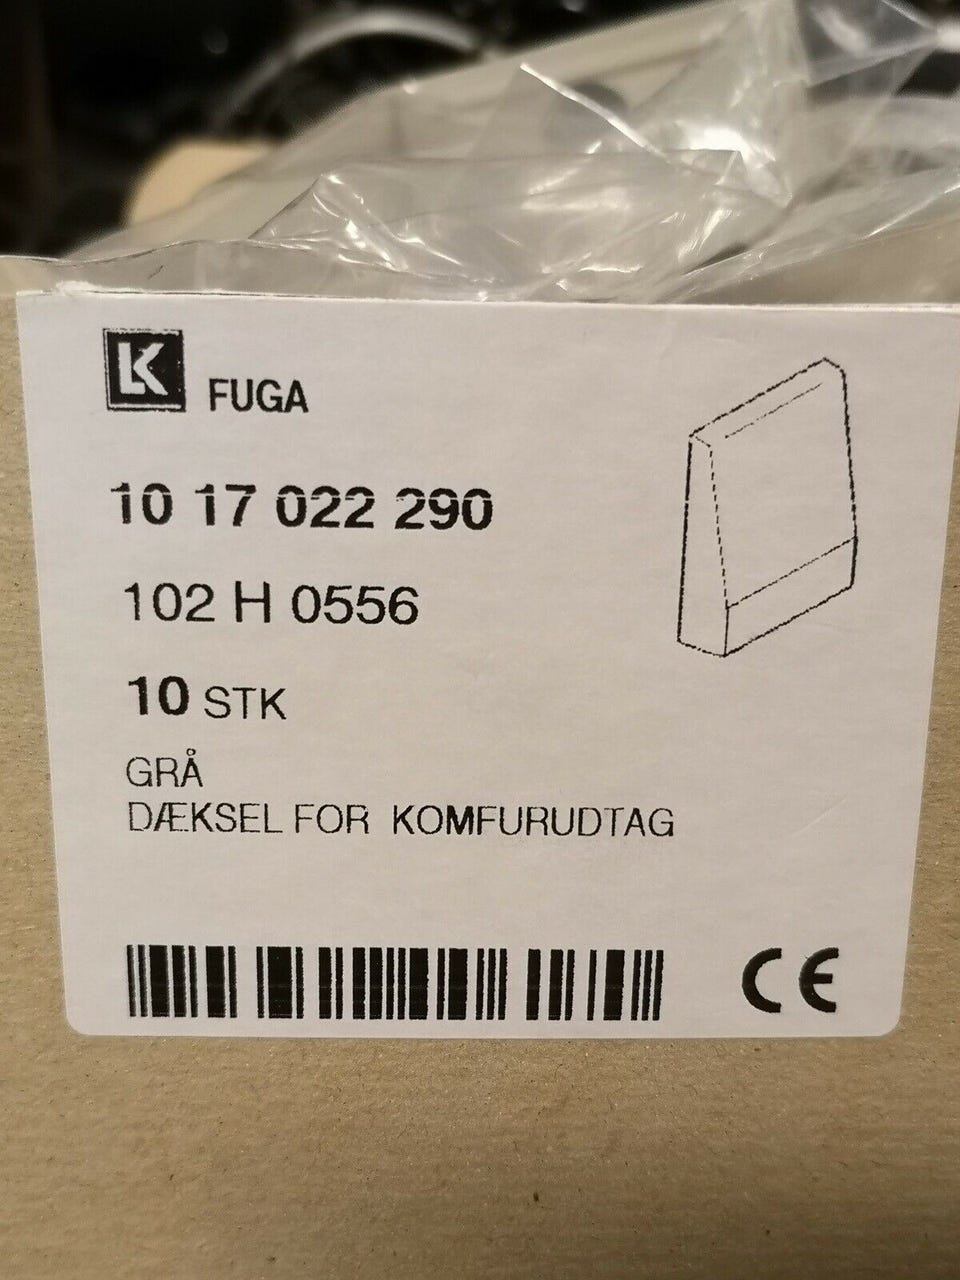 LK FUGA
10 17 022 290
102 H 0556
10 STK
GRÅ
DÆKSEL FOR KOMFURUDTAG
CE